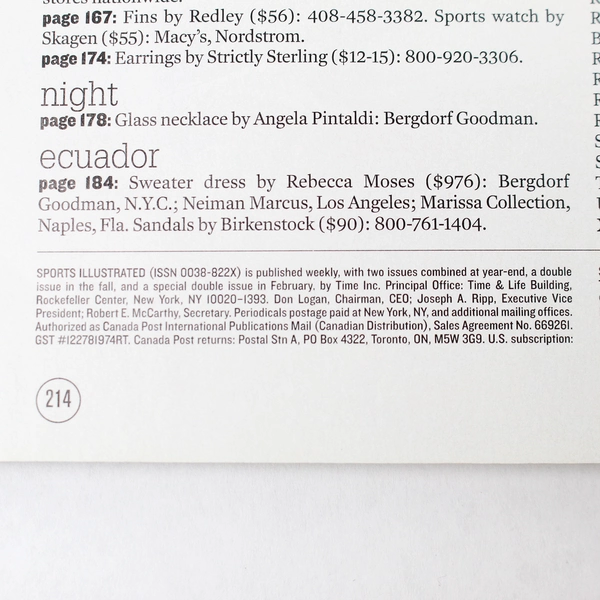 stores nationwide.
page 167: Fins by Redley ($56): 408-458-3382. Sports watch by
Skagen ($55): Macy's, Nordstrom.
page 174: Earrings by Strictly Sterling ($12-15): 800-920-3306.
night
page 178: Glass necklace by Angela Pintaldi: Bergdorf Goodman.
ecuador
page 184: Sweater dress by Rebecca Moses ($976): Bergdorf
Goodman, N.Y.C.; Neiman Marcus, Los Angeles; Marissa Collection,
Naples, Fla. Sandals by Birkenstock ($90): 800-761-1404.
SPORTS ILLUSTRATED (ISSN 0038-822X) is published weekly, with two issues combined at year-end, a double
issue in the fall, and a special double issue in February, by Time Inc. Principal Office: Time & Life Building,
Rockefeller Center, New York, NY 10020-1393. Don Logan, Chairman, CEO; Joseph A. Ripp, Executive Vice
President; Robert E. McCarthy, Secretary. Periodicals postage paid at New York, NY, and additional mailing offices.
Authorized as Canada Post International Publications Mail (Canadian Distribution), Sales Agreement No. 669261.
GST #122781974RT. Canada Post returns: Postal Stn A, PO Box 4322, Toronto, ON, M5W 3G9. U.S. subscription:
214